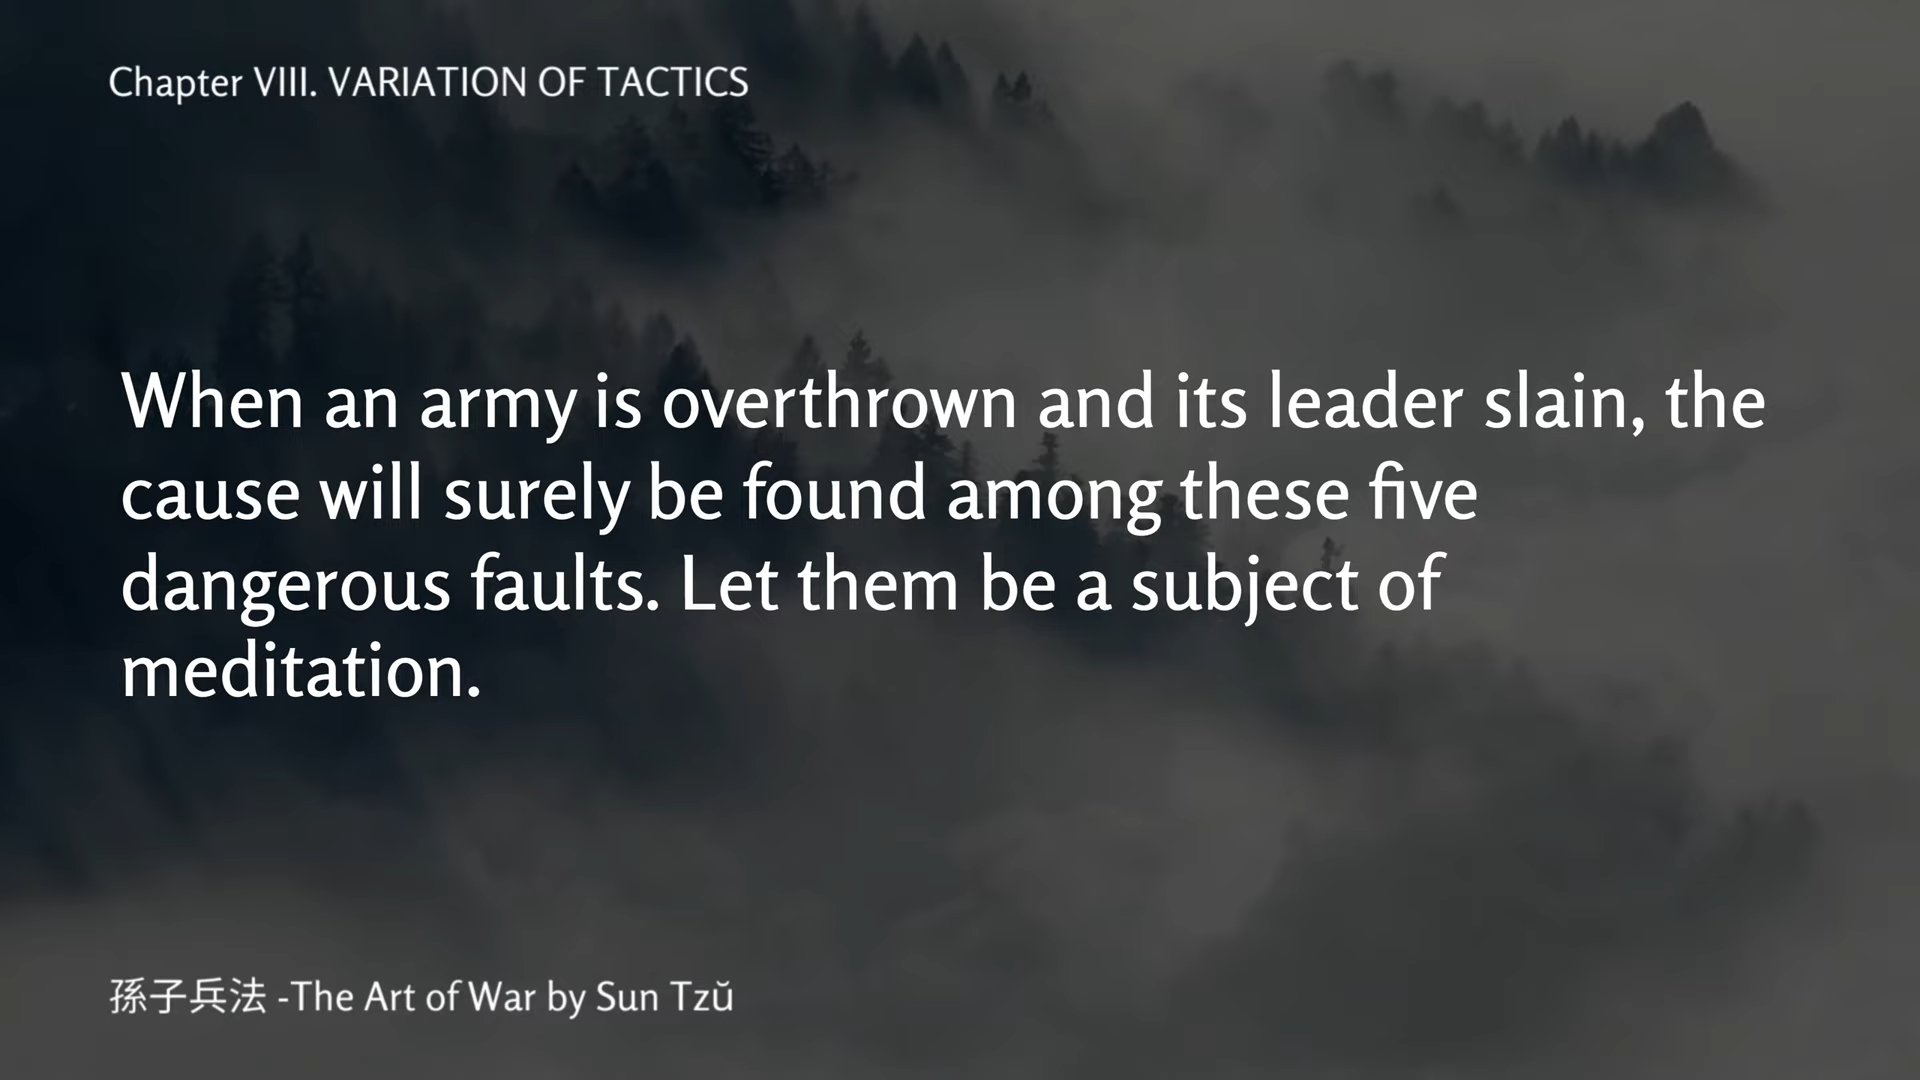 Chapter VIII. VARIATION OF TACTICS
When an army is overthrown and its leader slain, the
cause will surely be found among these five
dangerous faults. Let them be a subject of
meditation.
孫子兵法 -The Art of War by Sun Tzŭ